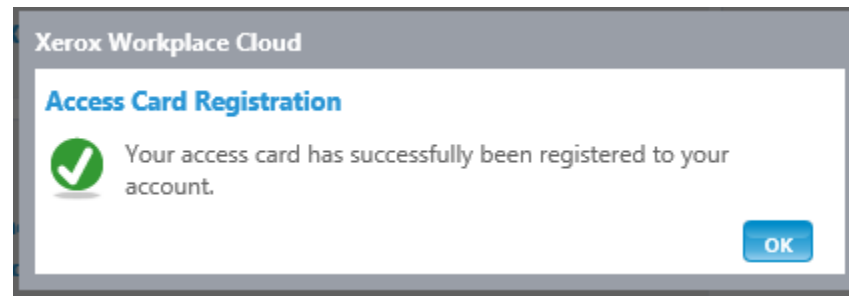 Xerox Workplace Cloud
Access Card Registration
Your access card has successfully been registered to your
account.
OK